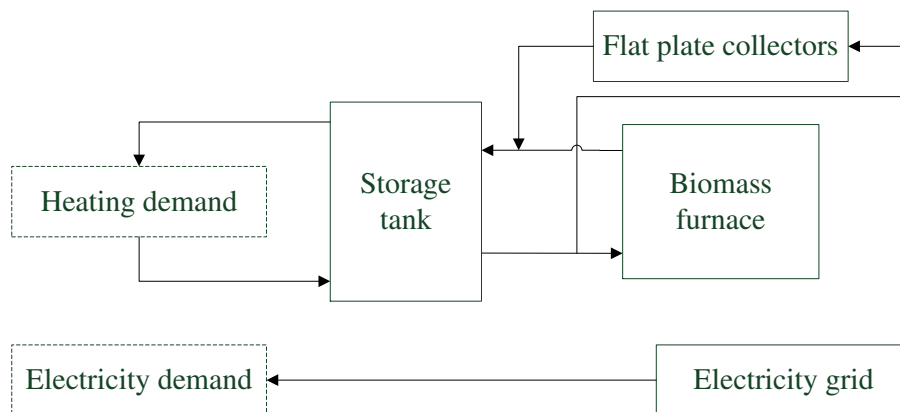 Flat plate collectors
Heating demand
Storage
tank
Biomass
furnace
Electricity demand
Electricity grid